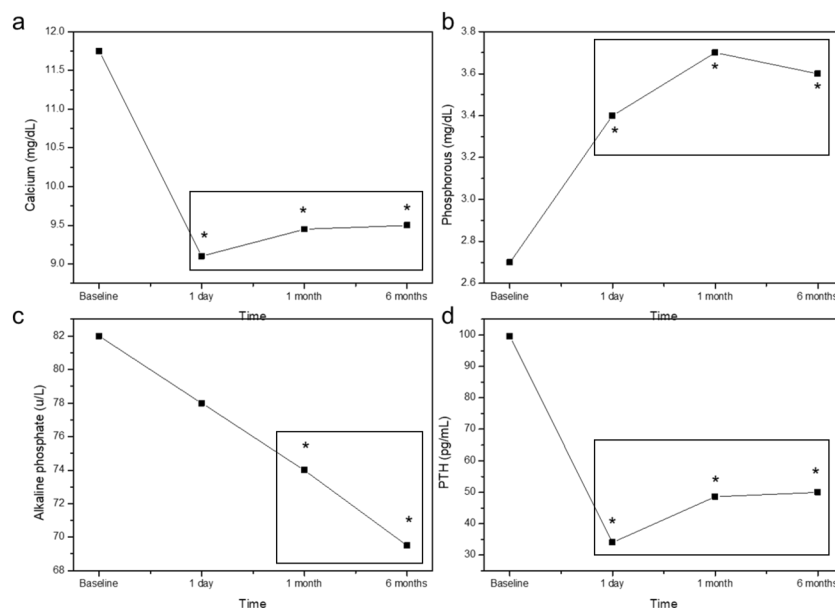 a
Calcium (mg/dL)
12.0
11.5
11.0
10.5
10.0
9.5
9.0
*
*
*
Baseline
1 day
1 month
6 months
Time
b
Phosphorous (mg/dL)
3.8
3.6
3.4
3.2
3.0
2.8
2.6
*
*
*
Baseline
1 day
1 month
6 months
Time
c
Alkaline phosphate (u/L)
82
80
78
76
74
72
70
68
*
*
Baseline
1 day
1 month
6 months
Time
d
PTH (pg/mL)
100
90
80
70
60
50
40
30
*
*
*
Baseline
1 day
1 month
6 months
Time